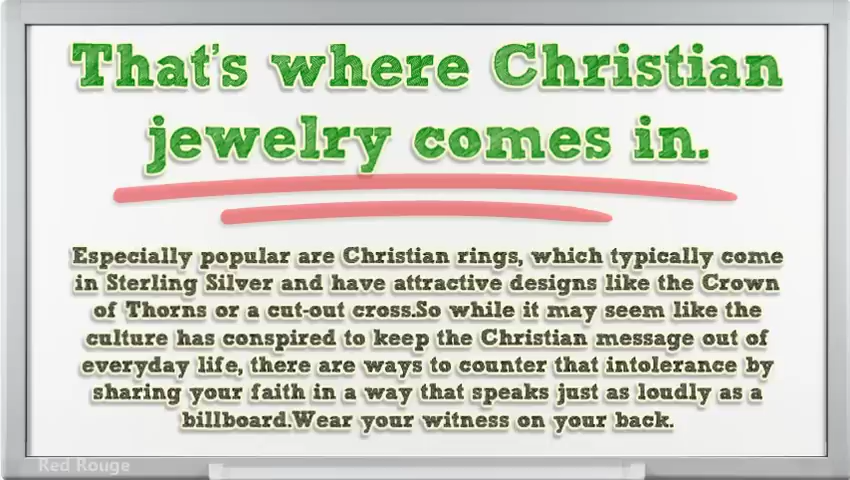 That's where Christian
jewelry comes in.
Especially popular are Christian rings, which typically come
in Sterling Silver and have attractive designs like the Crown
of Thorns or a cut-out cross.So while it may seem like the
culture has conspired to keep the Christian message out of
everyday life, there are ways to counter that intolerance by
sharing your faith in a way that speaks just as loudly as a
billboard.Wear your witness on your back.
Red Rouge